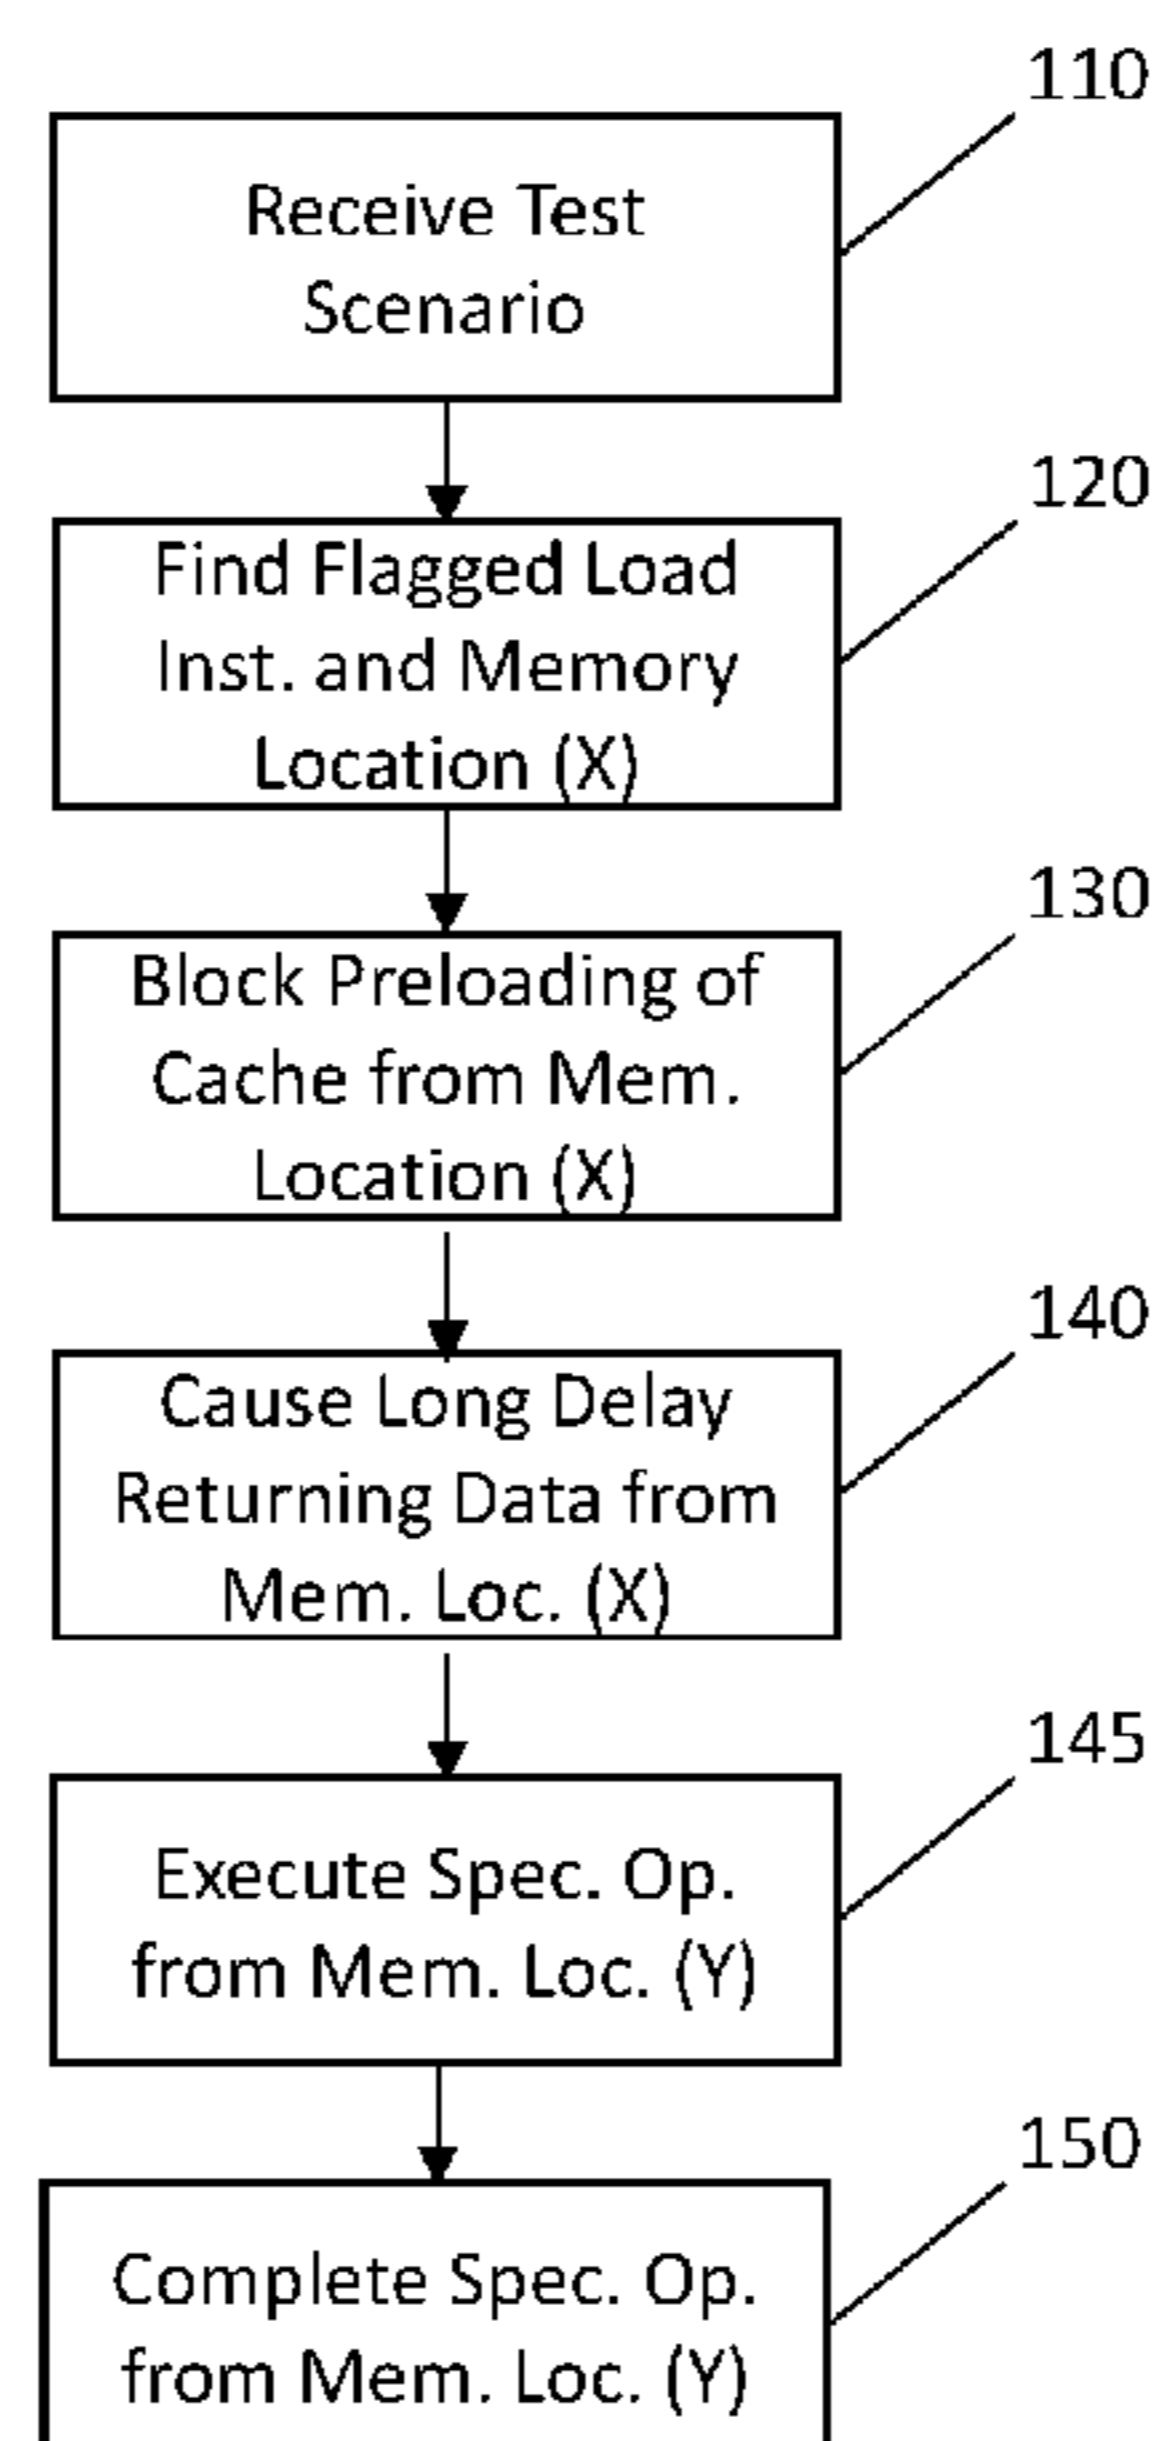 110
Receive Test
Scenario
120
Find Flagged Load
Inst. and Memory
Location (X)
130
Block Preloading of
Cache from Mem.
Location (X)
140
Cause Long Delay
Returning Data from
Mem. Loc. (X)
145
Execute Spec. Op.
from Mem. Loc. (Y)
150
Complete Spec. Op.
from Mem. Loc. (Y)